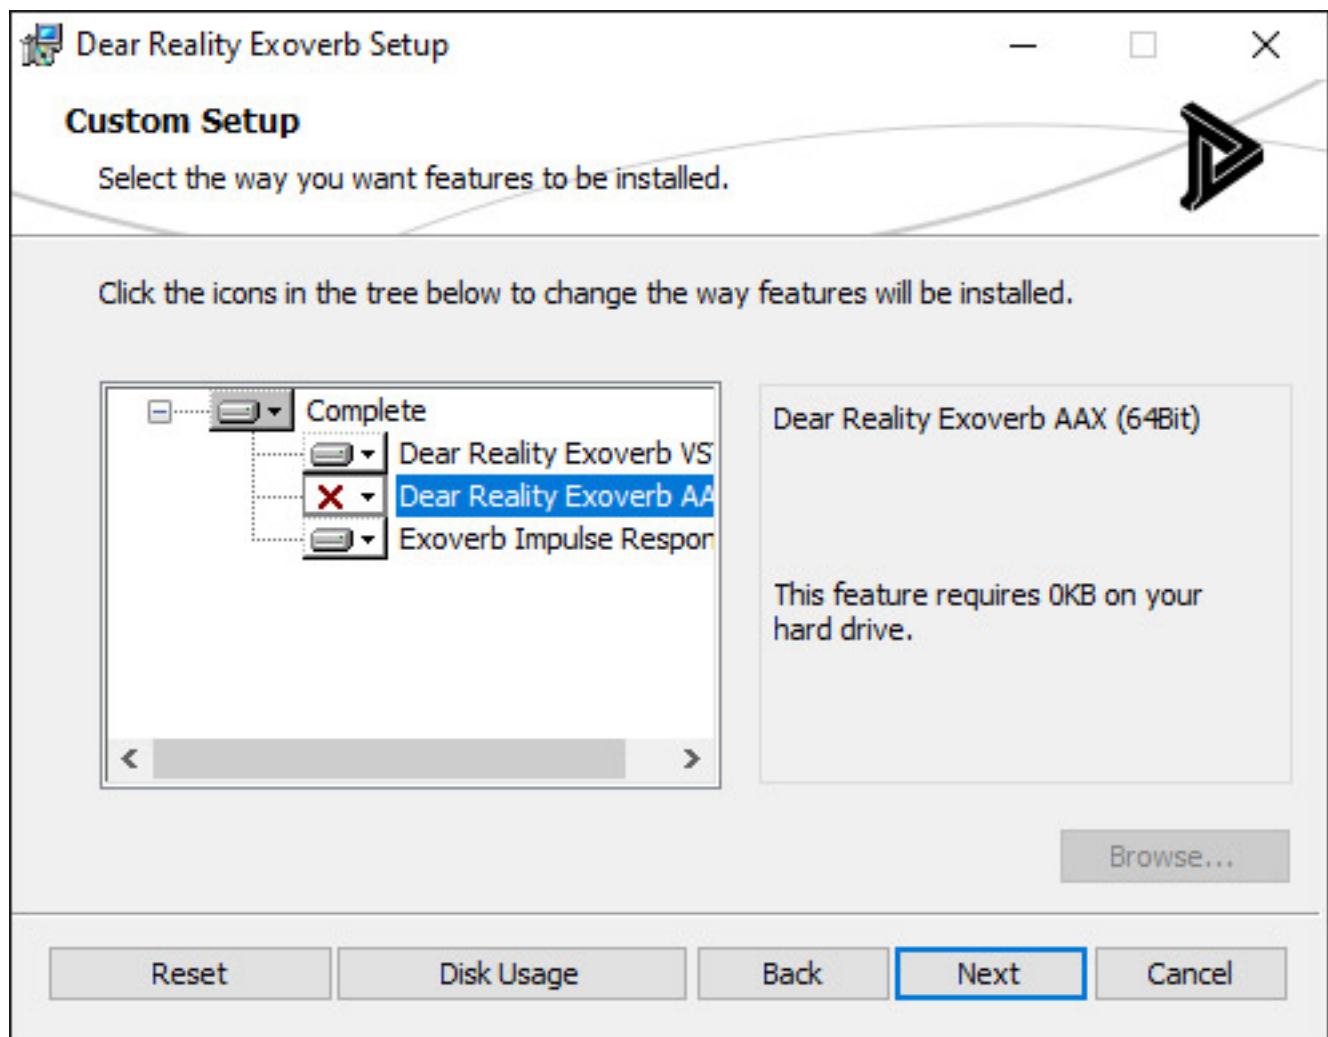 Dear Reality Exoverb Setup
Custom Setup
Select the way you want features to be installed.
Click the icons in the tree below to change the way features will be installed.
Complete
Dear Reality Exoverb VS
Dear Reality Exoverb AA
Exoverb Impulse Respon
Dear Reality Exoverb AAX (64Bit)
This feature requires 0KB on your
hard drive.
Browse...
Reset
Disk Usage
Back
Next
Cancel